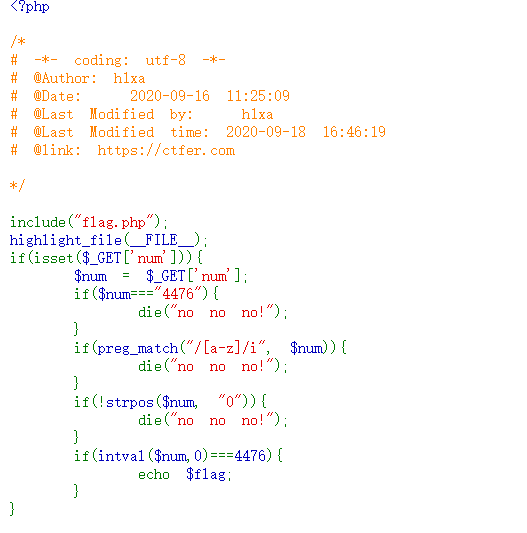 <?php
/*
# -*- coding: utf-8 -*-
# @Author: h1xa
# @Date: 2020-09-16 11:25:09
# @Last Modified by: h1xa
# @Last Modified time: 2020-09-18 16:46:19
# @link: https://ctfer.com
*/
include("flag.php");
highlight_file(__FILE__);
if(isset($_GET['num'])){
$num = $_GET['num'];
if($num==="4476"){
die("no no no!");
}
if(preg_match("/[a-z]/i", $num)){
die("no no no!");
}
if(!strpos($num, "0")){
die("no no no!");
}
if(intval($num,0)===4476){
echo $flag;
}
}